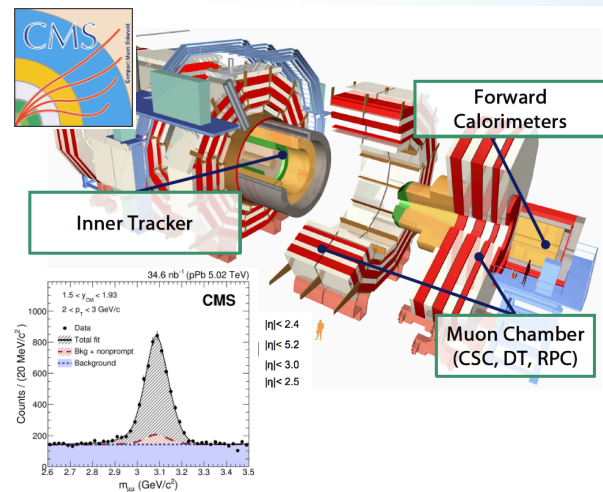 CMS
Compact Muon Solenoid
Forward
Calorimeters
Inner Tracker
Muon Chamber
(CSC, DT, RPC)
|η|< 2.4
|η|< 5.2
|η|< 3.0
|η|< 2.5
34.6 nb⁻¹ (pPb 5.02 TeV)
1.5 < y_CM < 1.93
CMS
2 < p_T < 3 GeV/c
Data
Total fit
Bkg + nonprompt
Background
Counts / (20 MeV/c²)
1000
800
600
400
200
0
2.6 2.7 2.8 2.9 3 3.1 3.2 3.3 3.4 3.5
m_μμ (GeV/c²)